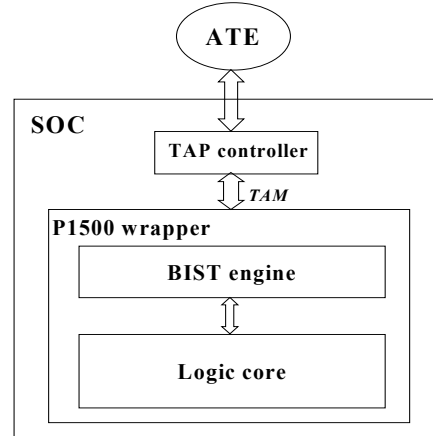 ATE
SOC
TAP controller
TAM
P1500 wrapper
BIST engine
Logic core